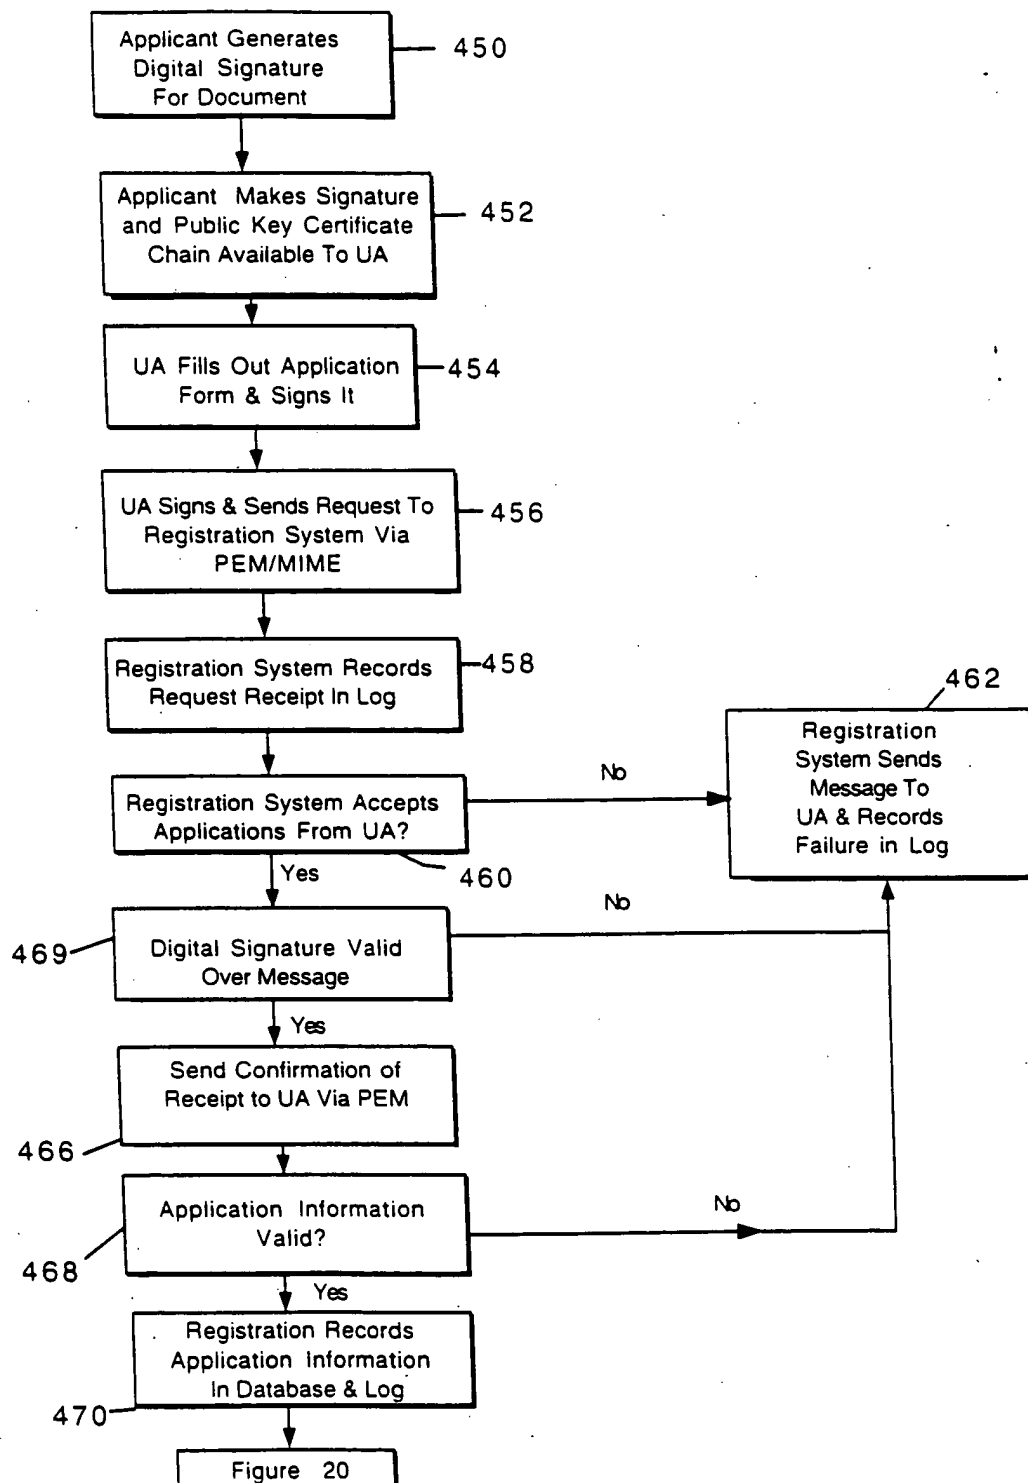 Applicant Generates
Digital Signature
For Document
450
Applicant Makes Signature
and Public Key Certificate
Chain Available To UA
452
UA Fills Out Application
Form & Signs It
454
UA Signs & Sends Request To
Registration System Via
PEM/MIME
456
Registration System Records
Request Receipt In Log
458
462
Registration
System Sends
Message To
UA & Records
Failure in Log
Registration System Accepts
Applications From UA?
No
460
Yes
469
Digital Signature Valid
Over Message
No
Yes
Send Confirmation of
Receipt to UA Via PEM
466
Application Information
Valid?
No
468
Yes
Registration Records
Application Information
In Database & Log
470
Figure 20